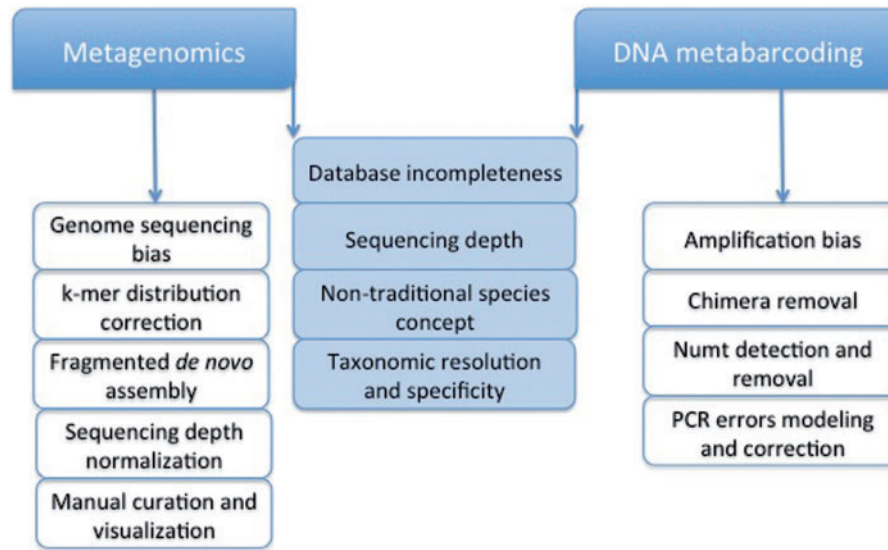 Metagenomics
DNA metabarcoding
Database incompleteness
Sequencing depth
Non-traditional species
concept
Taxonomic resolution
and specificity
Genome sequencing
bias
k-mer distribution
correction
Fragmented de novo
assembly
Sequencing depth
normalization
Manual curation and
visualization
Amplification bias
Chimera removal
Numt detection and
removal
PCR errors modeling
and correction